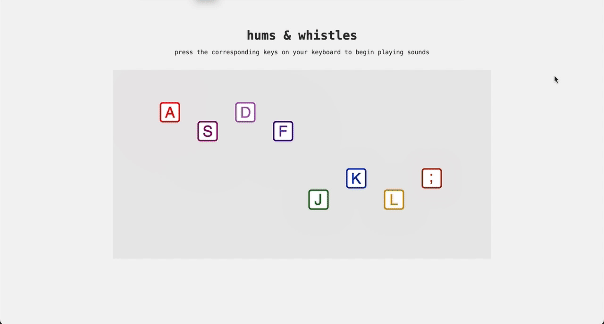 hums & whistles
press the corresponding keys on your keyboard to begin playing sounds
A
D
S
F
K
;
J
L